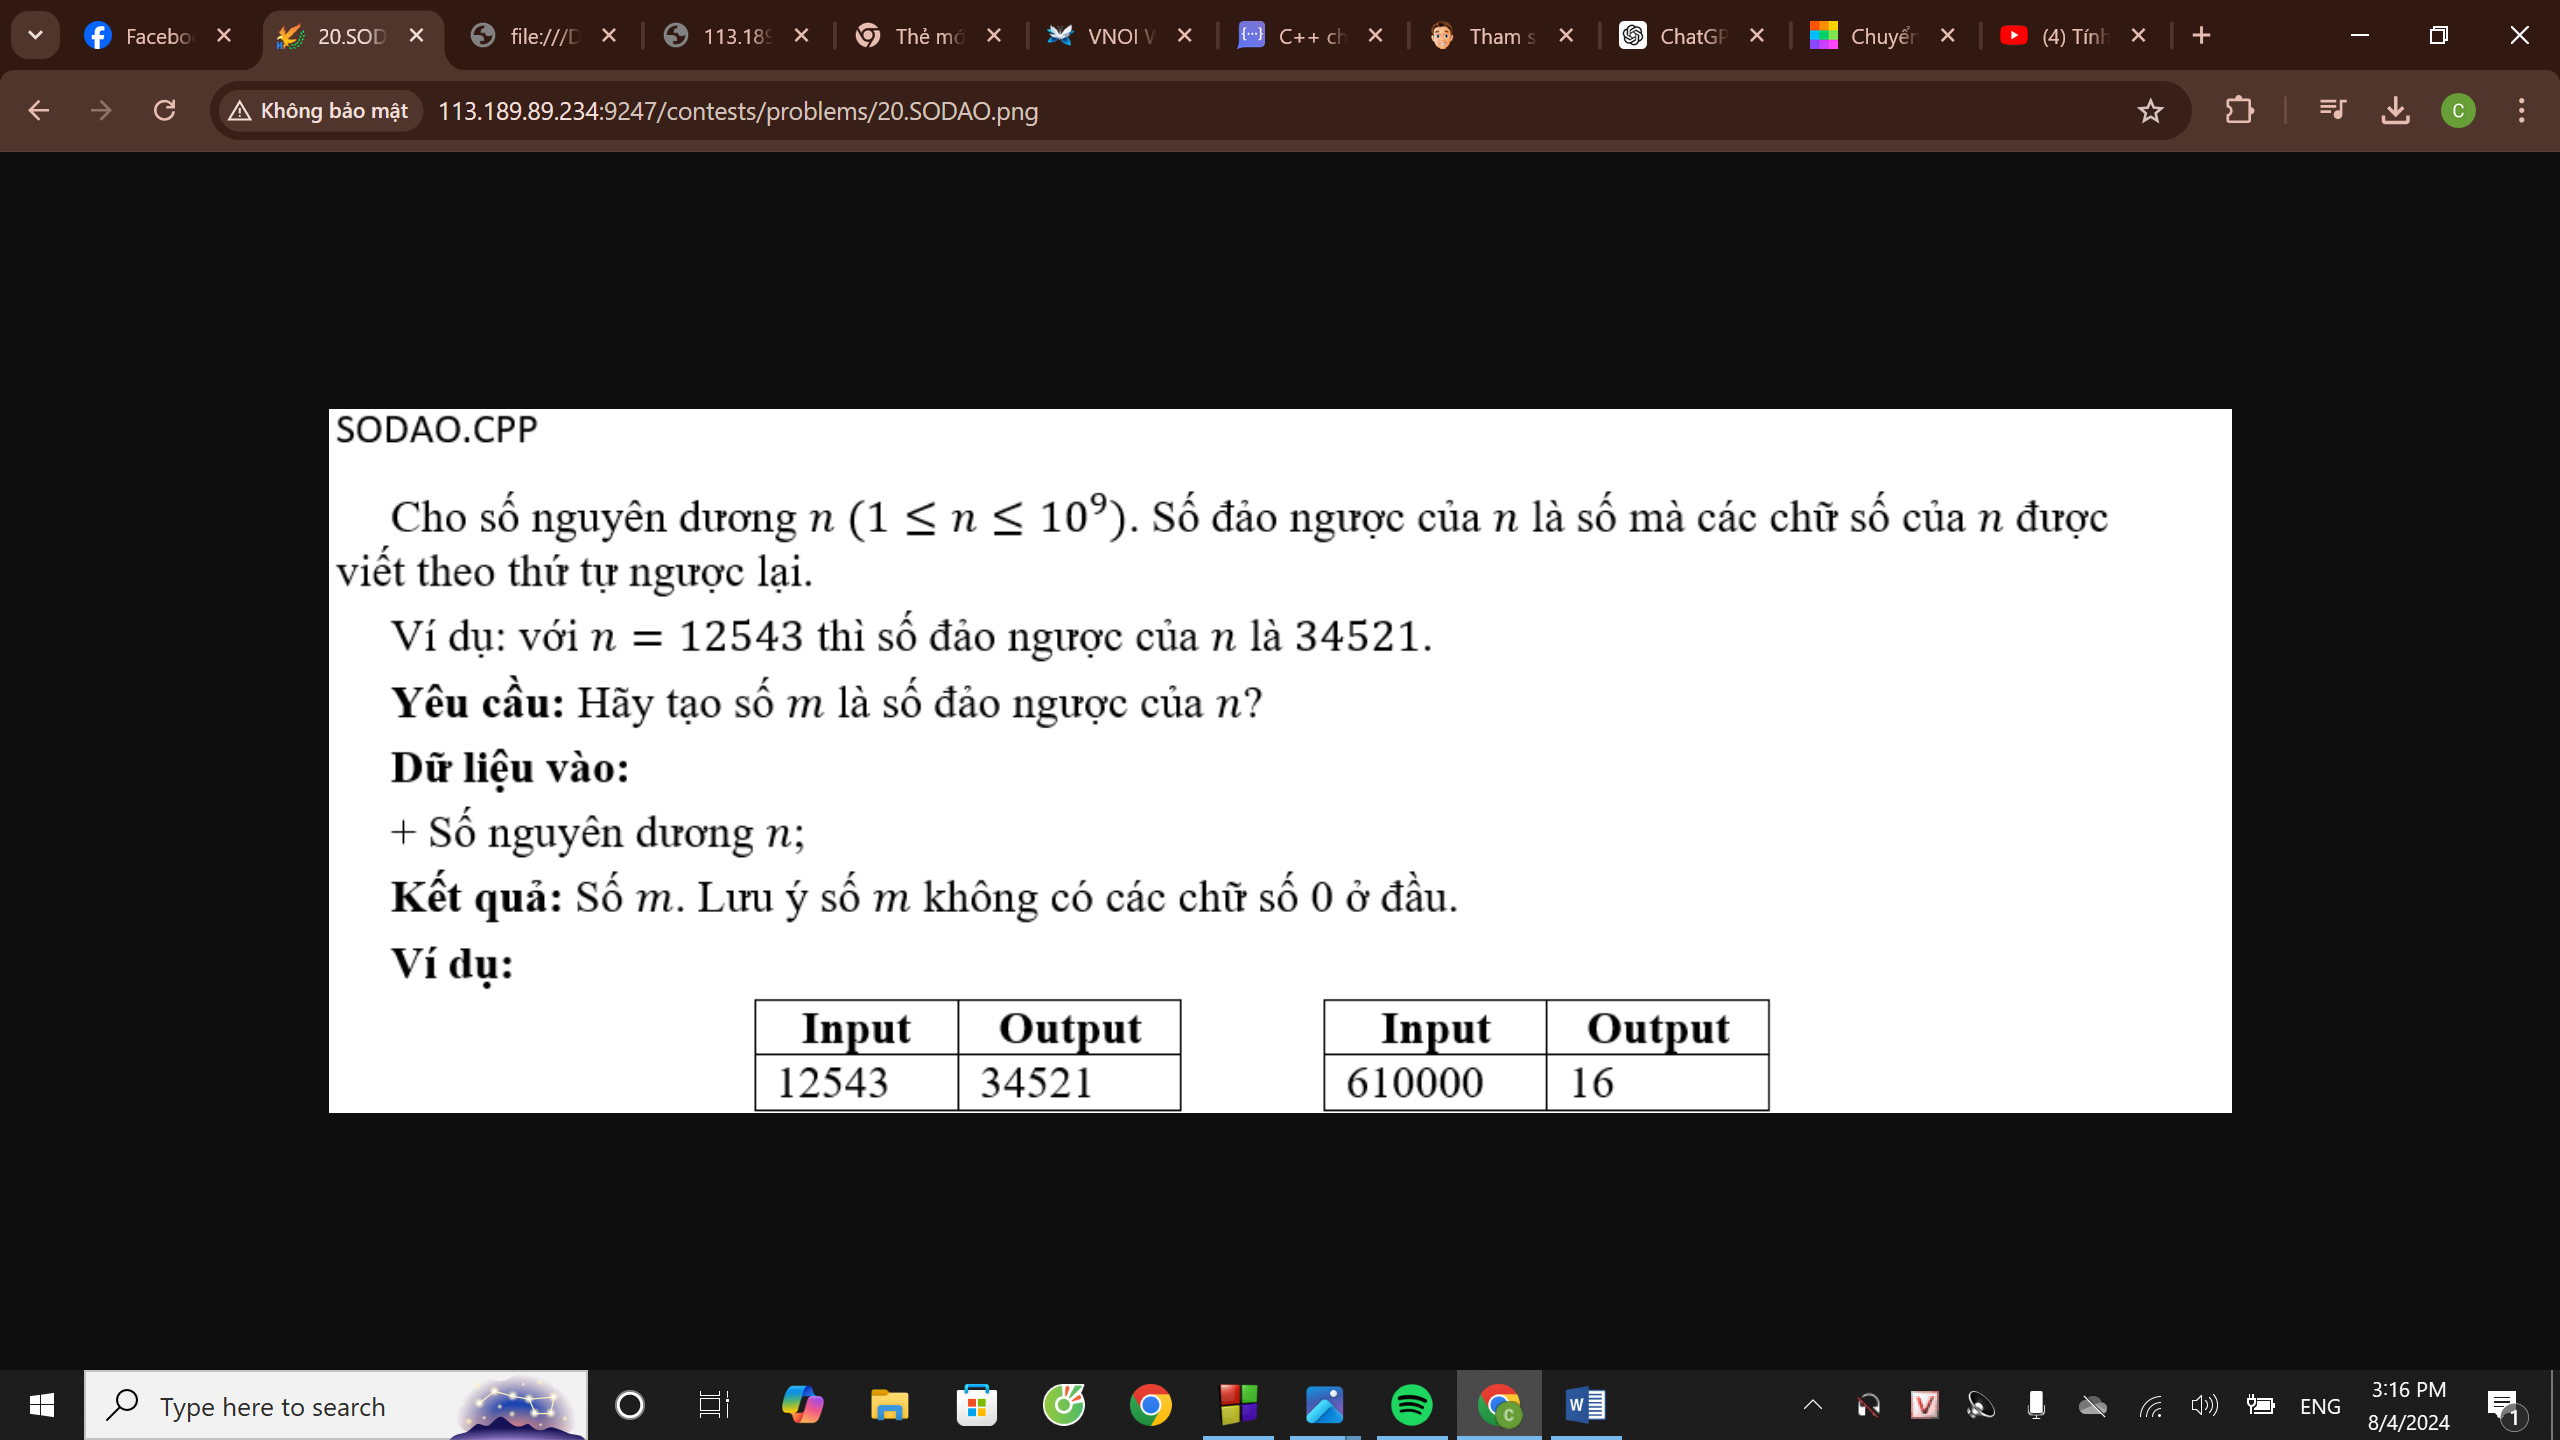 Facebo
20.SOD
file:///D
113.189
Thẻ mớ
VNOI W
C++ ch
Tham s
ChatGP
Chuyển
(4) Tính
Không bảo mật
113.189.89.234:9247/contests/problems/20.SODAO.png
C
SODAO.CPP
Cho số nguyên dương n (1 ≤ n ≤ 10⁹). Số đảo ngược của n là số mà các chữ số của n được
viết theo thứ tự ngược lại.
Ví dụ: với n = 12543 thì số đảo ngược của n là 34521.
Yêu cầu: Hãy tạo số m là số đảo ngược của n?
Dữ liệu vào:
+ Số nguyên dương n;
Kết quả: Số m. Lưu ý số m không có các chữ số 0 ở đầu.
Ví dụ:
Input Output Input Output
12543 34521 610000 16
Type here to search
ENG
3:16 PM
8/4/2024
1